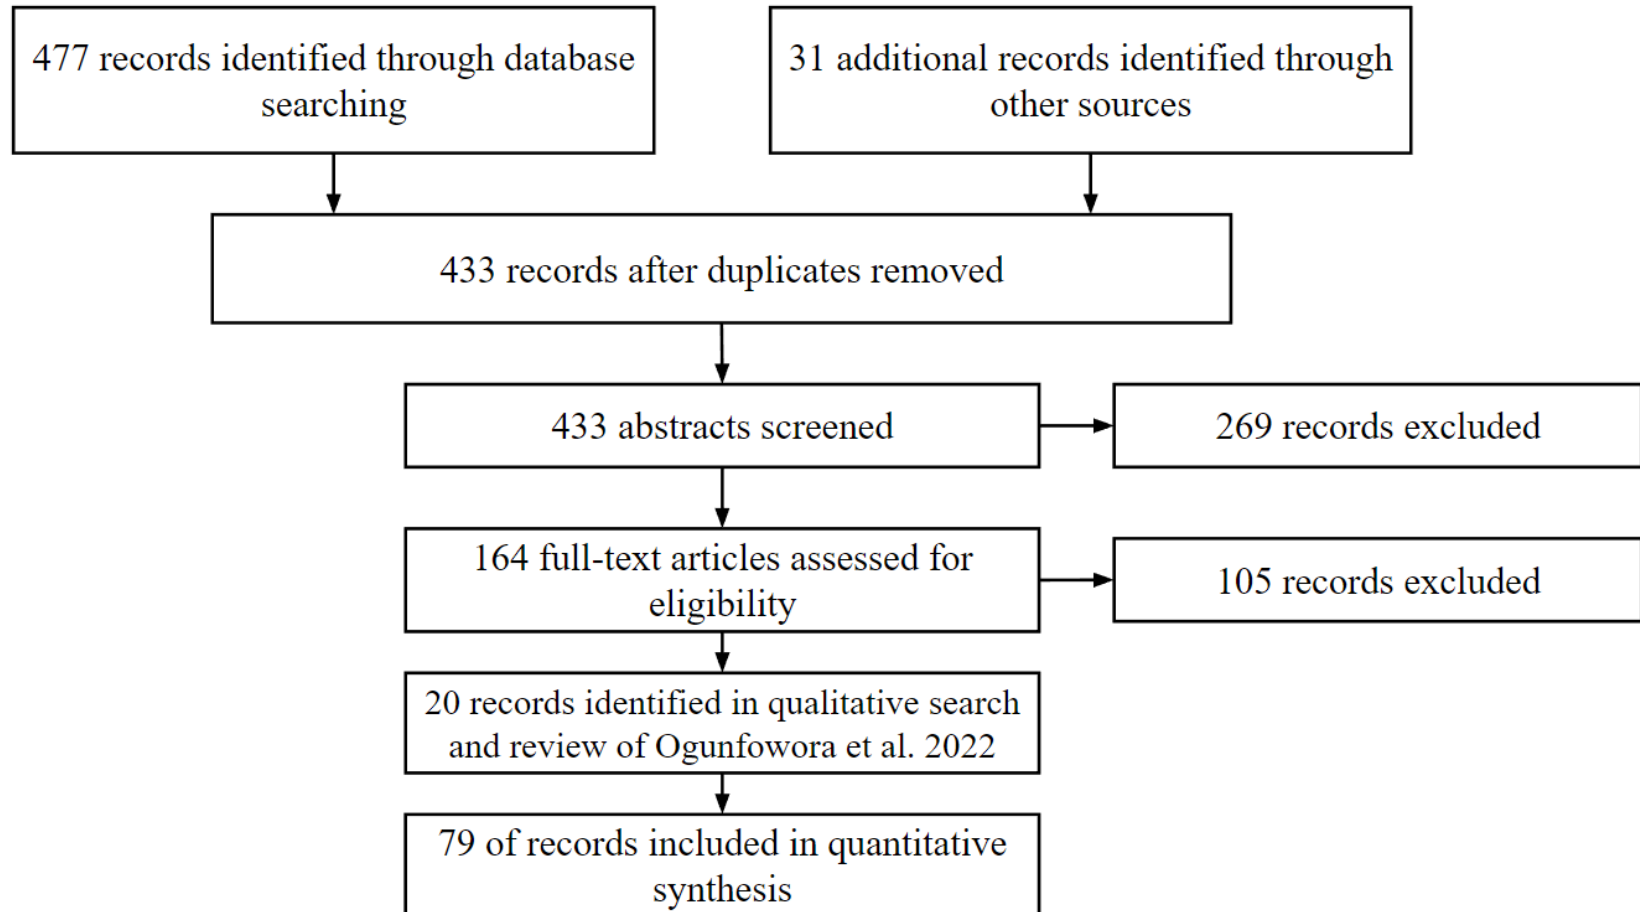 477 records identified through database
searching
31 additional records identified through
other sources
433 records after duplicates removed
433 abstracts screened
269 records excluded
164 full-text articles assessed for
eligibility
105 records excluded
20 records identified in qualitative search
and review of Ogunfowora et al. 2022
79 of records included in quantitative
synthesis